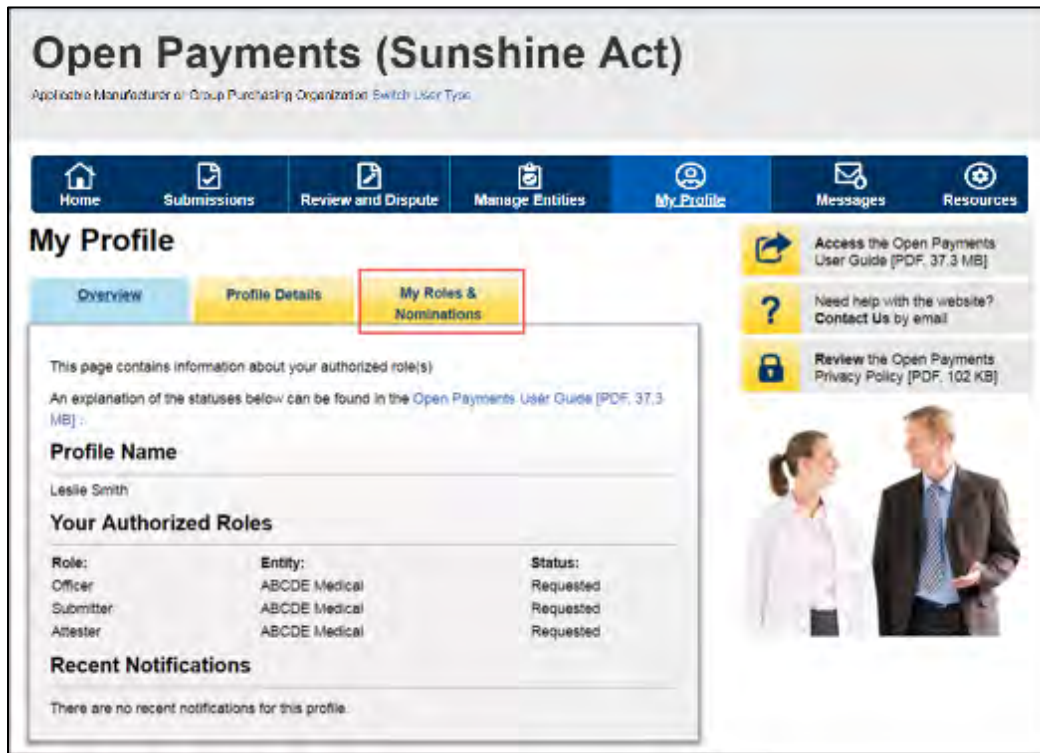 Open Payments (Sunshine Act)
Applicable Manufacturer or Group Purchasing Organization Switch User Type
Home
Submissions
Review and Dispute
Manage Entities
My Profile
Messages
Resources
My Profile
Overview
Profile Details
My Roles &
Nominations
This page contains information about your authorized role(s)
An explanation of the statuses below can be found in the Open Payments User Guide [PDF, 37.3
MB] .
Profile Name
Leslie Smith
Your Authorized Roles
Role: Entity: Status:
Officer ABCDE Medical Requested
Submitter ABCDE Medical Requested
Attester ABCDE Medical Requested
Recent Notifications
There are no recent notifications for this profile.
Access the Open Payments
User Guide [PDF, 37.3 MB]
?
Need help with the website?
Contact Us by email
Review the Open Payments
Privacy Policy [PDF, 102 KB]